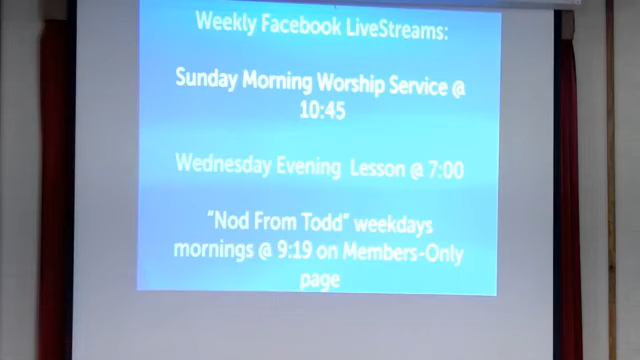 Weekly Facebook LiveStreams:
Sunday Morning Worship Service @
10:45
Wednesday Evening Lesson @ 7:00
"Nod From Todd" weekdays
mornings @ 9:19 on Members-Only
page